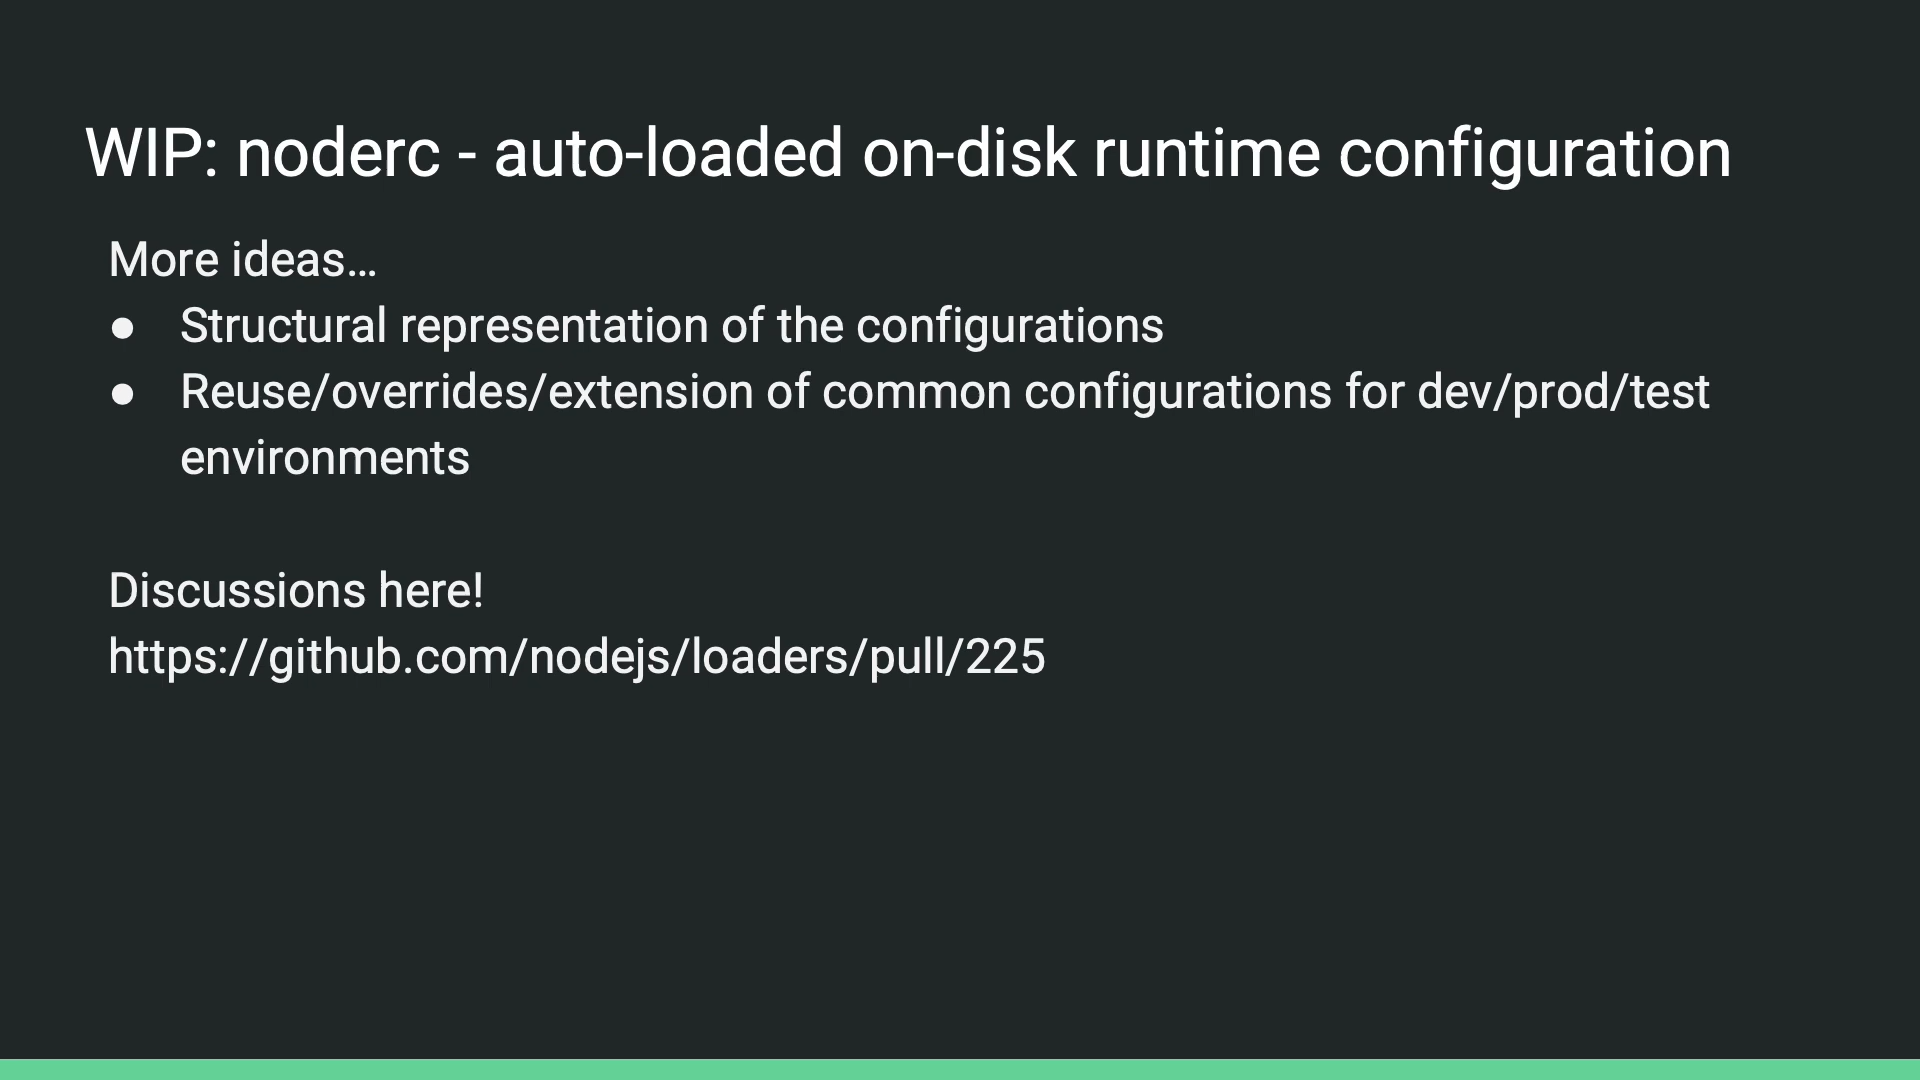 WIP: noderc - auto-loaded on-disk runtime configuration
More ideas…
● Structural representation of the configurations
● Reuse/overrides/extension of common configurations for dev/prod/test
environments
Discussions here!
https://github.com/nodejs/loaders/pull/225